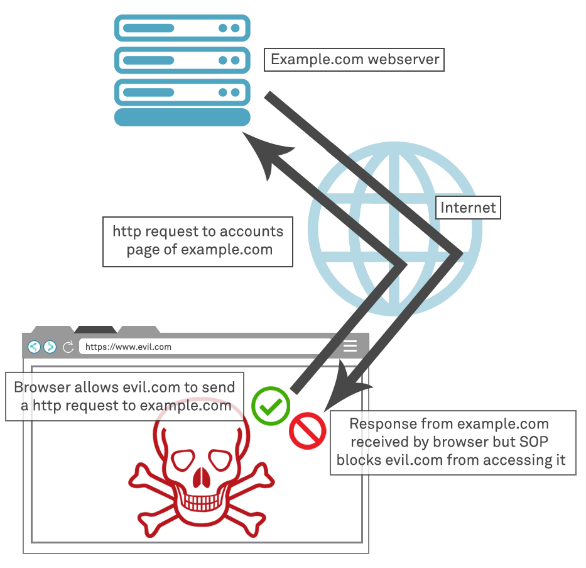 Example.com webserver
Internet
http request to accounts
page of example.com
https://www.evil.com
Browser allows evil.com to send
a http request to example.com
Response from example.com
received by browser but SOP
blocks evil.com from accessing it